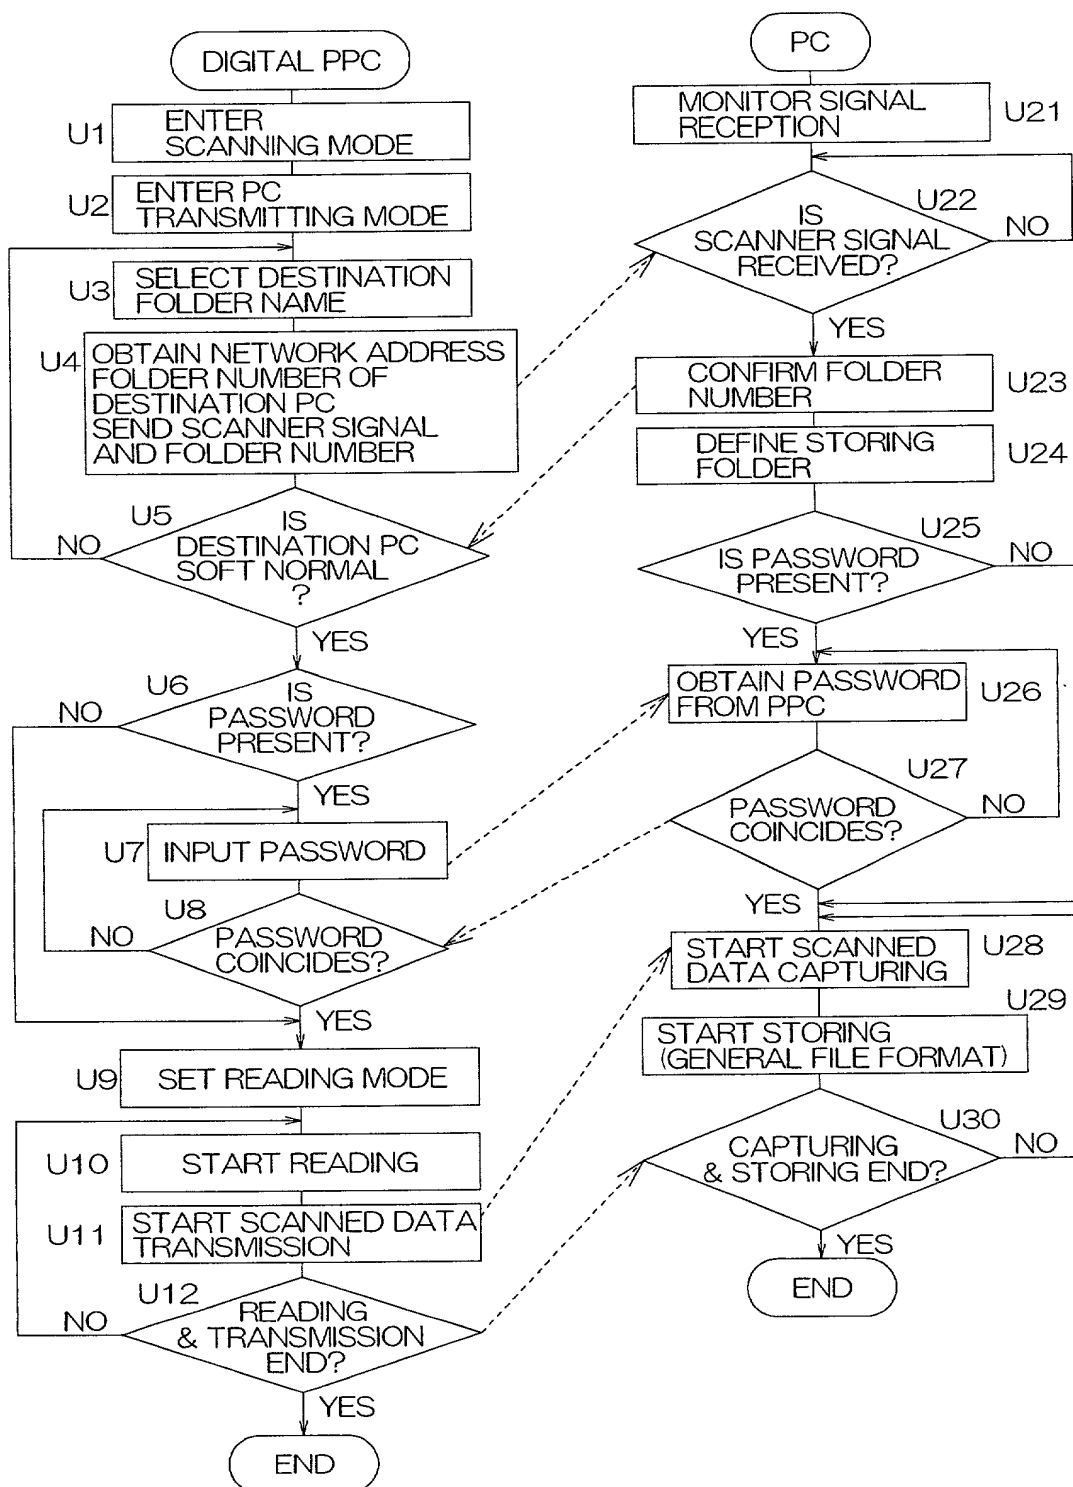 DIGITAL PPC
U1
ENTER
SCANNING MODE
U2
ENTER PC
TRANSMITTING MODE
U3
SELECT DESTINATION
FOLDER NAME
U4
OBTAIN NETWORK ADDRESS
FOLDER NUMBER OF
DESTINATION PC
SEND SCANNER SIGNAL
AND FOLDER NUMBER
U5
IS
DESTINATION PC
SOFT NORMAL
?
NO
YES
U6
IS
PASSWORD
PRESENT?
NO
YES
U7
INPUT PASSWORD
U8
PASSWORD
COINCIDES?
NO
YES
U9
SET READING MODE
U10
START READING
U11
START SCANNED DATA
TRANSMISSION
U12
READING
& TRANSMISSION
END?
NO
YES
END
PC
MONITOR SIGNAL
RECEPTION
U21
U22
IS
SCANNER SIGNAL
RECEIVED?
NO
YES
CONFIRM FOLDER
NUMBER
U23
DEFINE STORING
FOLDER
U24
U25
IS PASSWORD
PRESENT?
NO
YES
OBTAIN PASSWORD
FROM PPC
U26
U27
PASSWORD
COINCIDES?
NO
YES
START SCANNED
DATA CAPTURING
U28
U29
START STORING
(GENERAL FILE FORMAT)
U30
CAPTURING
& STORING END?
NO
YES
END